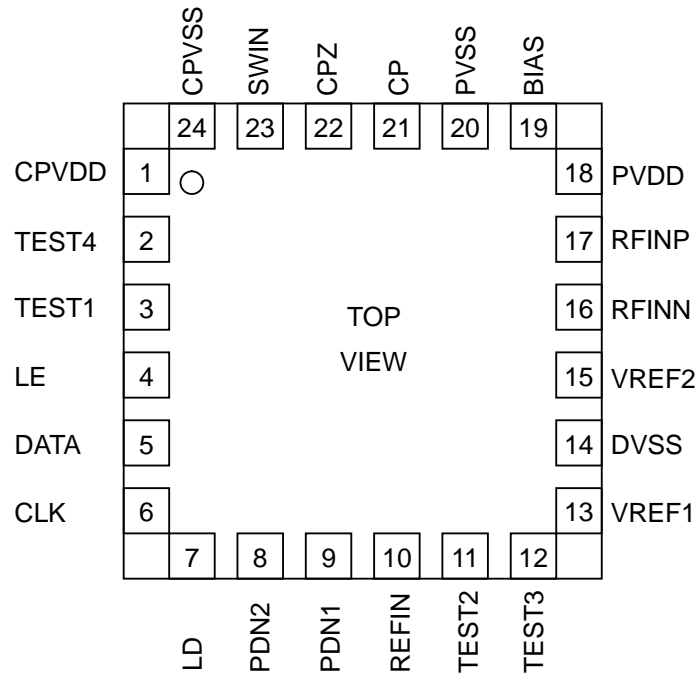 CPVSS SWIN CPZ CP PVSS BIAS
24 23 22 21 20 19
CPVDD 1 18 PVDD
TEST4 2 17 RFINP
TEST1 3 TOP 16 RFINN
LE 4 VIEW 15 VREF2
DATA 5 14 DVSS
CLK 6 13 VREF1
7 8 9 10 11 12
LD PDN2 PDN1 REFIN TEST2 TEST3